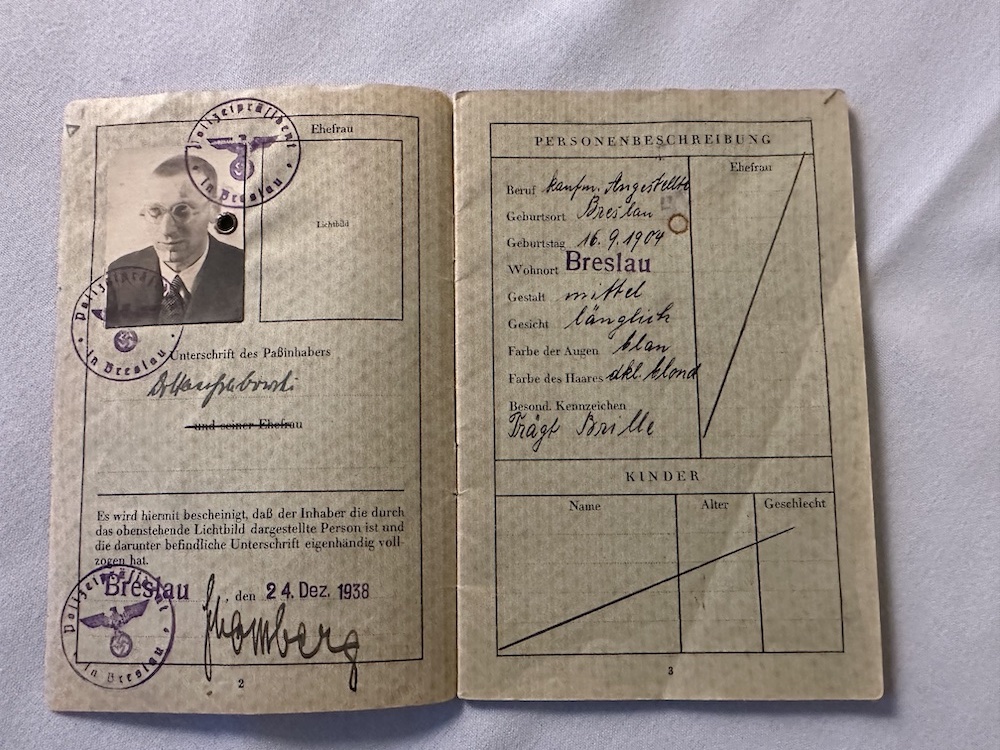 Polizeipräsident
in Breslau
Ehefrau
Lichtbild
Polizeipräsident
in Breslau
Unterschrift des Paßinhabers
und seiner Ehefrau
Es wird hiermit bescheinigt, daß der Inhaber die durch
das obenstehende Lichtbild dargestellte Person ist und
die darunter befindliche Unterschrift eigenhändig voll-
zogen hat.
Polizeipräsident
in Breslau
Breslau, den 24. Dez. 1938
2
PERSONENBESCHREIBUNG
Ehefrau
Beruf kaufm. Angestellte
Geburtsort Breslau
Geburtstag 16.9.1904
Wohnort Breslau
Gestalt mittel
Gesicht länglich
Farbe der Augen blau
Farbe des Haares dkl. blond
Besond. Kennzeichen
Trägt Brille
KINDER
Name Alter Geschlecht
3